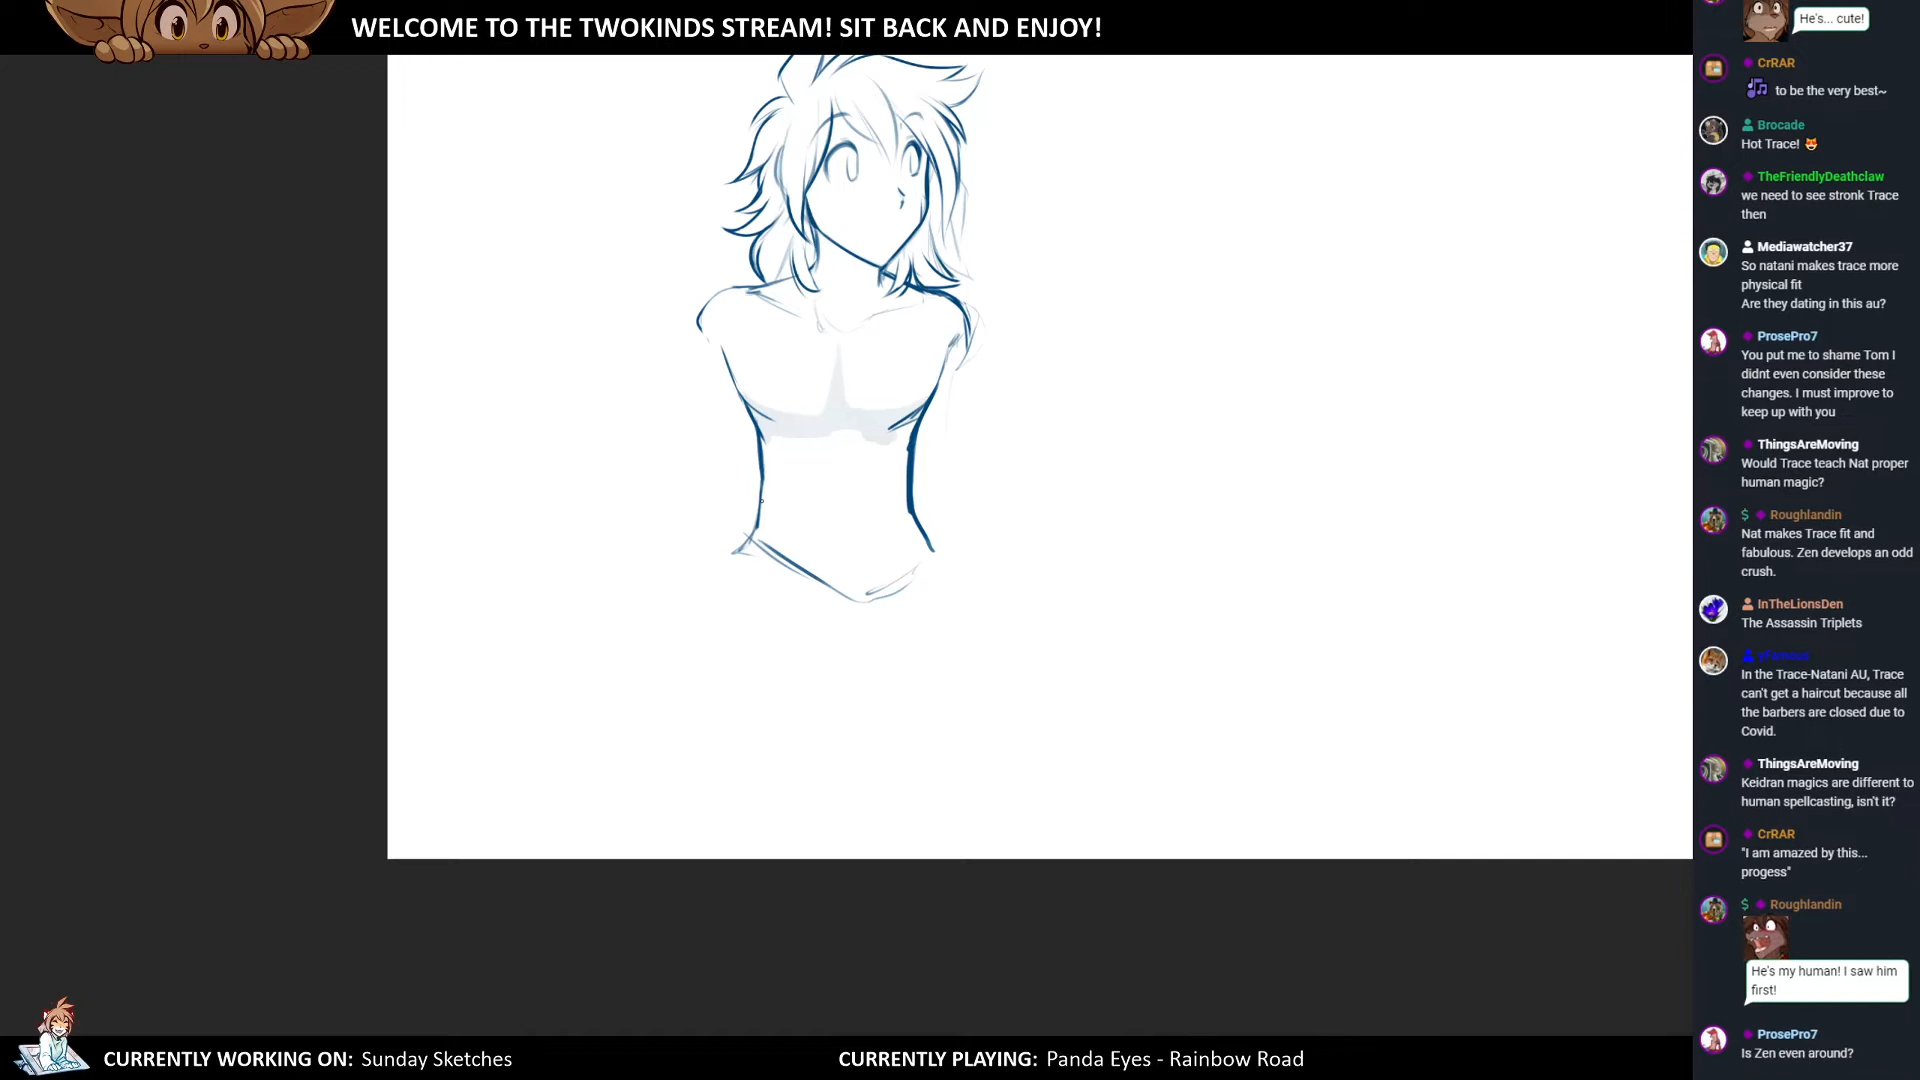 WELCOME TO THE TWOKINDS STREAM! SIT BACK AND ENJOY!
He's... cute!
CrRAR
to be the very best~
Brocade
Hot Trace!
TheFriendlyDeathclaw
we need to see stronk Trace
then
Mediawatcher37
So natani makes trace more
physical fit
Are they dating in this au?
ProsePro7
You put me to shame Tom I
didnt even consider these
changes. I must improve to
keep up with you
ThingsAreMoving
Would Trace teach Nat proper
human magic?
$ Roughlandin
Nat makes Trace fit and
fabulous. Zen develops an odd
crush.
InTheLionsDen
The Assassin Triplets
In the Trace-Natani AU, Trace
can't get a haircut because all
the barbers are closed due to
Covid.
ThingsAreMoving
Keidran magics are different to
human spellcasting, isn't it?
CrRAR
"I am amazed by this...
progess"
$ Roughlandin
He's my human! I saw him
first!
ProsePro7
Is Zen even around?
CURRENTLY WORKING ON: Sunday Sketches
CURRENTLY PLAYING: Panda Eyes - Rainbow Road